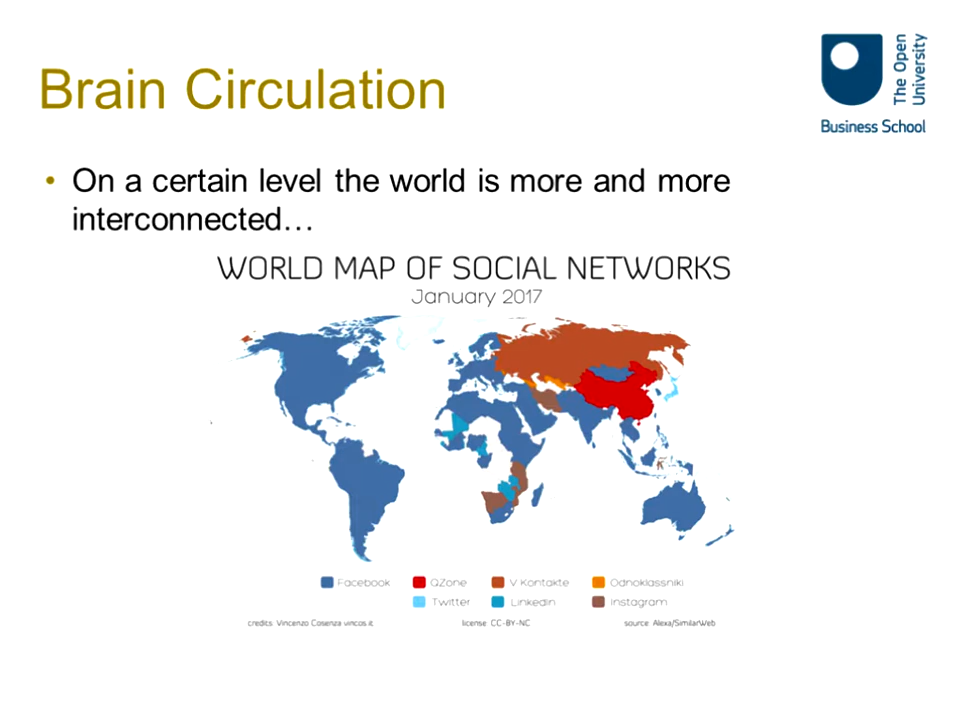 Brain Circulation
The Open
University
Business School
• On a certain level the world is more and more
interconnected…
WORLD MAP OF SOCIAL NETWORKS
January 2017
Facebook QZone V Kontakte Odnoklassniki
Twitter LinkedIn Instagram
credits: Vincenzo Cosenza vincos.it license: CC-BY-NC source: Alexa/SimilarWeb